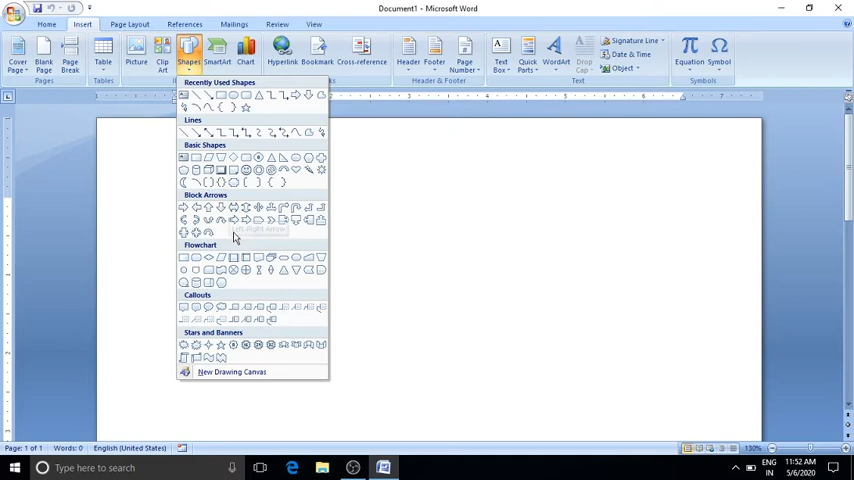 Document1 - Microsoft Word
Home Insert Page Layout References Mailings Review View
Cover Page Blank Page Page Break Table Picture Clip Art Shapes SmartArt Chart Hyperlink Bookmark Cross-reference Header Footer Page Number Text Box Quick Parts WordArt Drop Cap Signature Line Date & Time Object Equation Symbol
Pages Tables Header & Footer Text Symbols
Recently Used Shapes
Lines
Basic Shapes
Block Arrows
Left-Right Arrow
Flowchart
Callouts
Stars and Banners
New Drawing Canvas
Page: 1 of 1 Words: 0 English (United States) 130%
Type here to search
ENG 11:52 AM
IN 5/6/2020